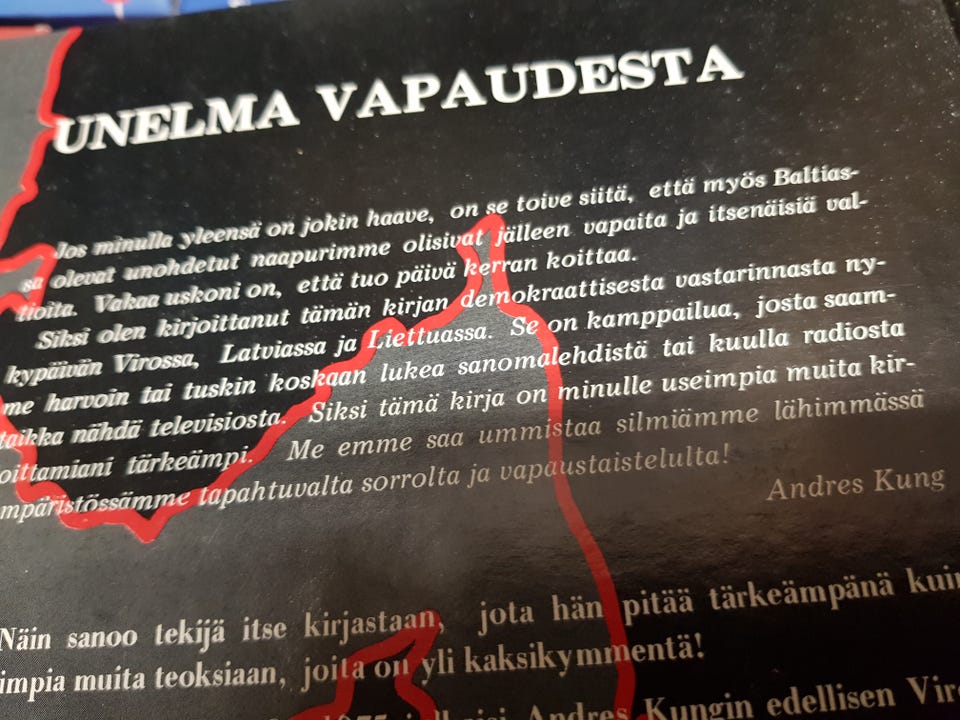 UNELMA VAPAUDESTA
Jos minulla yleensä on jokin haave, on se toive siitä, että myös Baltias-
sa olevat unohdetut naapurimme olisivat jälleen vapaita ja itsenäisiä val-
tioita. Vakaa uskoni on, että tuo päivä kerran koittaa.
Siksi olen kirjoittanut tämän kirjan demokraattisesta vastarinnasta ny-
kypäivän Virossa, Latviassa ja Liettuassa. Se on kamppailua, josta saam-
me harvoin tai tuskin koskaan lukea sanomalehdistä tai kuulla radiosta
taikka nähdä televisiosta. Siksi tämä kirja on minulle useimpia muita kir-
oittamiani tärkeämpi. Me emme saa ummistaa silmiämme lähimmässä
mpäristössämme tapahtuvalta sorrolta ja vapaustaistelulta!
Andres Kung
Näin sanoo tekijä itse kirjastaan, jota hän pitää tärkeämpänä kuin
impia muita teoksiaan, joita on yli kaksikymmentä!
Andres Kungin edellisen Viro